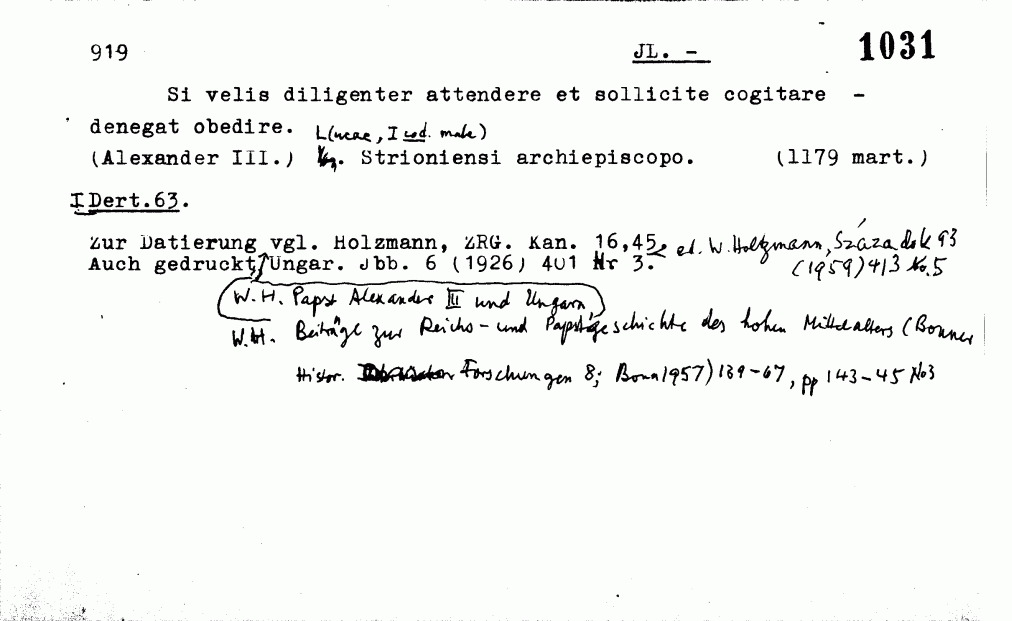 919 JL. - 1031
Si velis diligenter attendere et sollicite cogitare -
denegat obedire. L(ucae, I cod. male)
(Alexander III.) Strioniensi archiepiscopo. (1179 mart.)
I Dert.63.
Zur Datierung vgl. Holzmann, ZRG. Kan. 16,45, ed. W. Holtzmann, Századok 93
(1959) 413 No. 5
Auch gedruckt, Ungar. Jbb. 6 (1926) 401 Nr 3.
W.H. Papst Alexander III und Ungarn
W.H. Beiträge zur Reichs- und Papstgeschichte des hohen Mittelalters (Bonner
Histor. Forschungen 8; Bonn 1957) 139-67, pp 143-45 No3